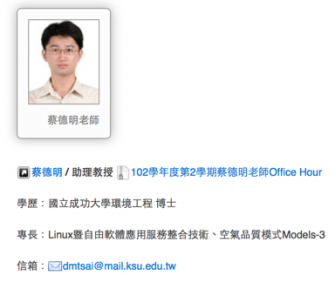 蔡德明老師
蔡德明 / 助理教授 102學年度第2學期蔡德明老師Office Hour
學歷：國立成功大學環境工程 博士
專長：Linux暨自由軟體應用服務整合技術、空氣品質模式Models-3
信箱：dmtsai@mail.ksu.edu.tw